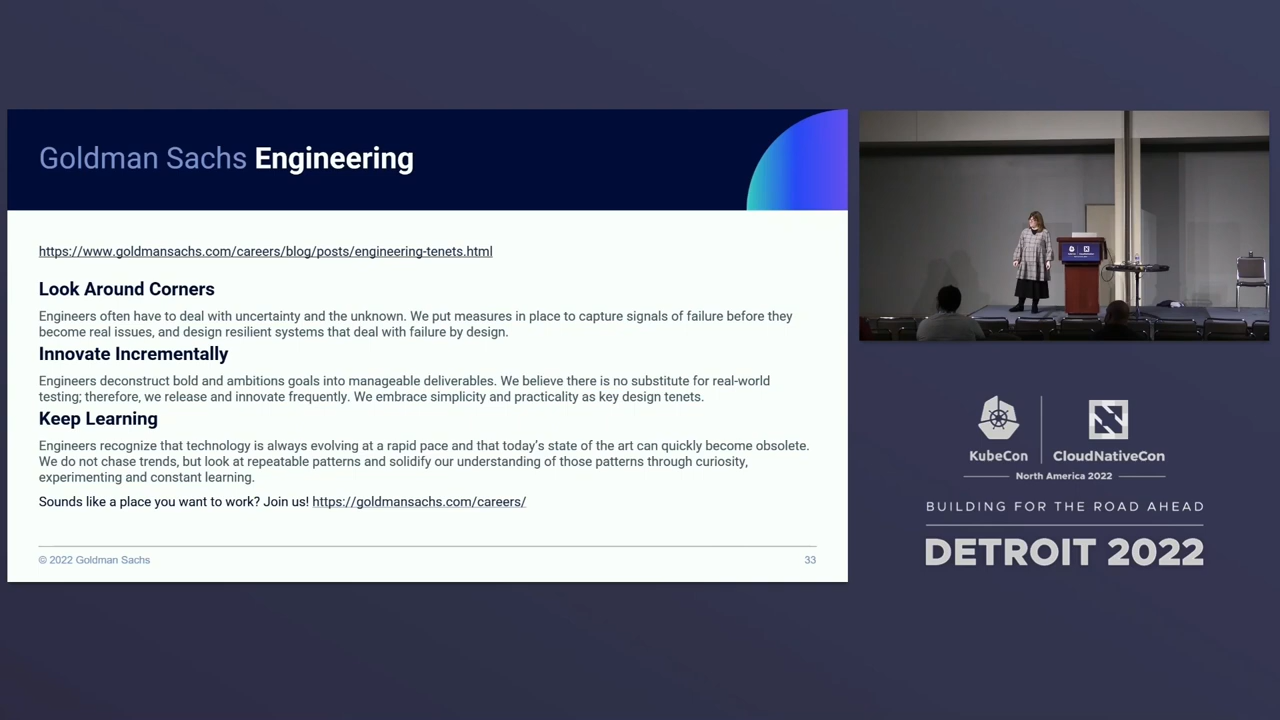 Goldman Sachs Engineering
https://www.goldmansachs.com/careers/blog/posts/engineering-tenets.html
Look Around Corners
Engineers often have to deal with uncertainty and the unknown. We put measures in place to capture signals of failure before they
become real issues, and design resilient systems that deal with failure by design.
Innovate Incrementally
Engineers deconstruct bold and ambitions goals into manageable deliverables. We believe there is no substitute for real-world
testing; therefore, we release and innovate frequently. We embrace simplicity and practicality as key design tenets.
Keep Learning
Engineers recognize that technology is always evolving at a rapid pace and that today's state of the art can quickly become obsolete.
We do not chase trends, but look at repeatable patterns and solidify our understanding of those patterns through curiosity,
experimenting and constant learning.
Sounds like a place you want to work? Join us! https://goldmansachs.com/careers/
© 2022 Goldman Sachs
33
KubeCon
CloudNativeCon
North America 2022
BUILDING FOR THE ROAD AHEAD
DETROIT 2022